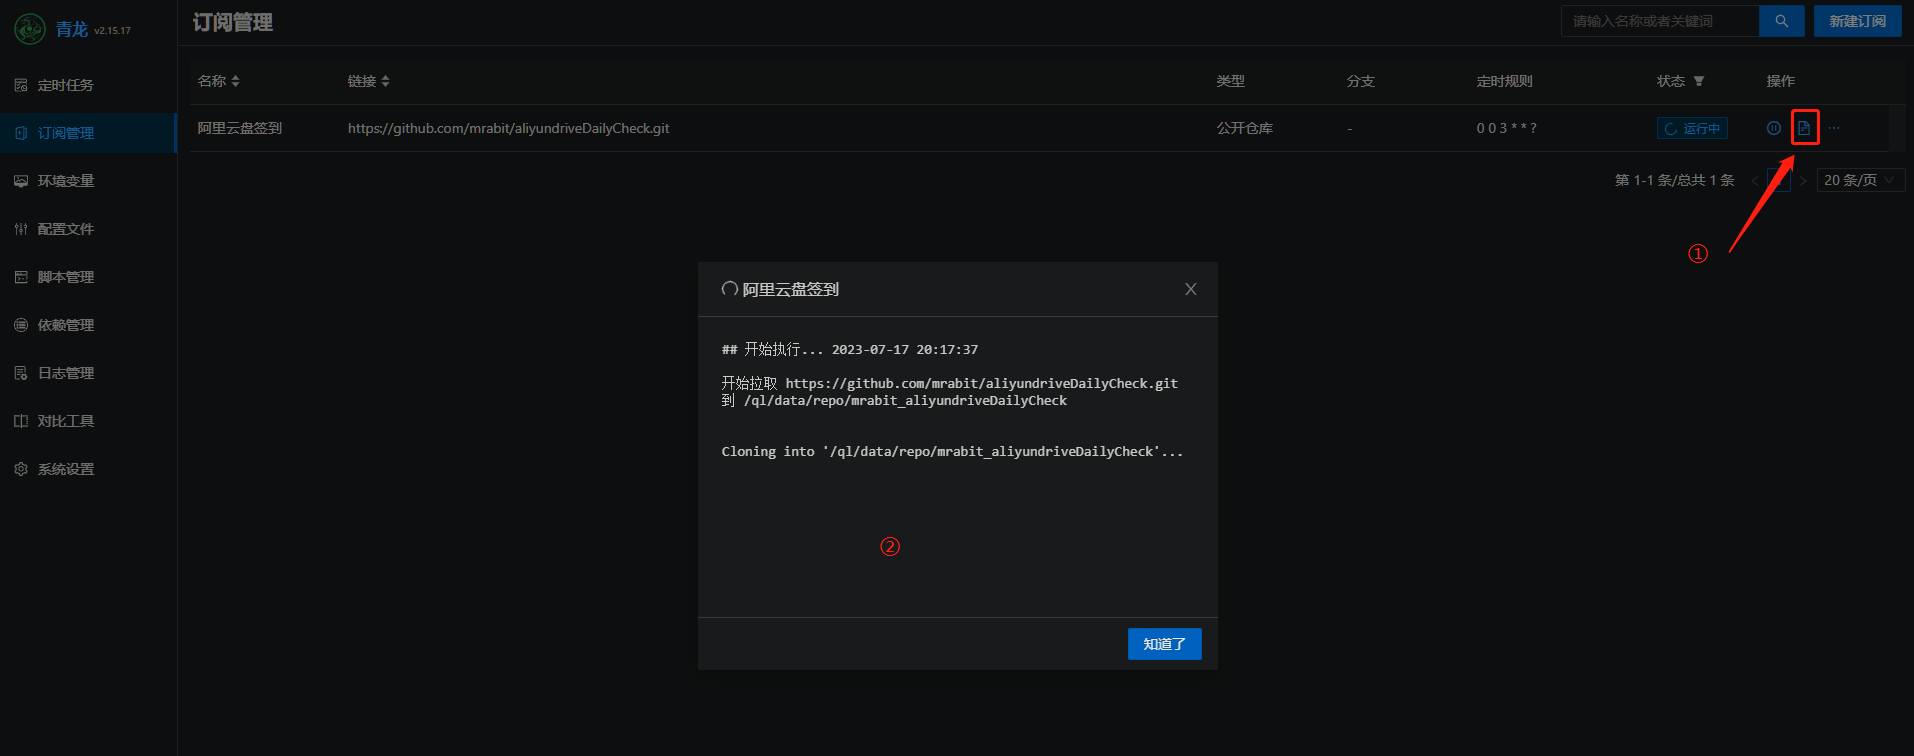 青龙 v2.15.17
订阅管理
请输入名称或者关键词
新建订阅
定时任务
订阅管理
环境变量
配置文件
脚本管理
依赖管理
日志管理
对比工具
系统设置
名称 链接 类型 分支 定时规则 状态 操作
阿里云盘签到 https://github.com/mrabit/aliyundriveDailyCheck.git 公开仓库 - 0 0 3 * * ? 运行中 ...
第 1-1 条/总共 1 条 < > 20 条/页
①
阿里云盘签到 X
## 开始执行... 2023-07-17 20:17:37
开始拉取 https://github.com/mrabit/aliyundriveDailyCheck.git
到 /ql/data/repo/mrabit_aliyundriveDailyCheck
Cloning into '/ql/data/repo/mrabit_aliyundriveDailyCheck'...
②
知道了